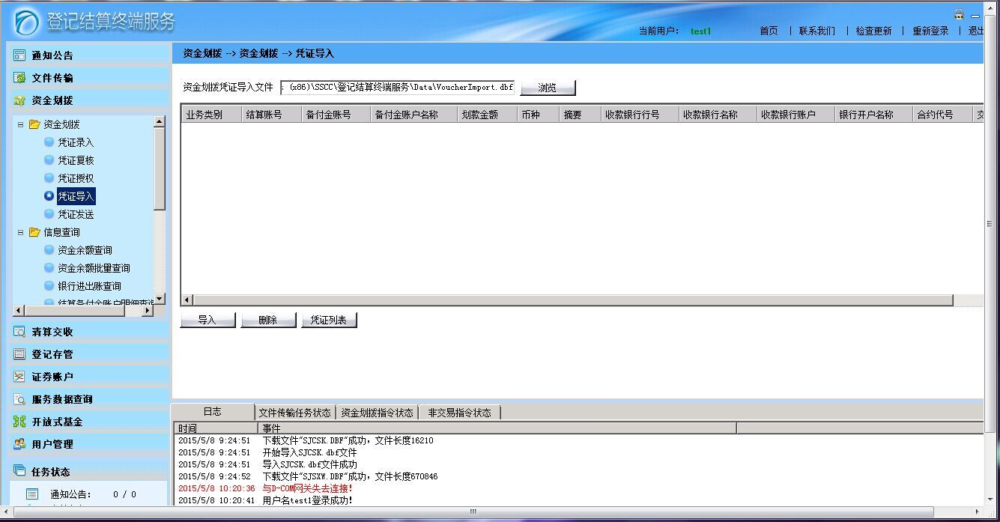 登记结算终端服务
当前用户： test1 首页 | 联系我们 | 检查更新 | 重新登录 | 退出
通知公告
文件传输
资金划拨
资金划拨
凭证录入
凭证复核
凭证授权
凭证导入
凭证发送
信息查询
资金余额查询
资金余额批量查询
银行进出账查询
结算备付金账户明细查询
清算交收
登记存管
证券账户
服务数据查询
开放式基金
用户管理
任务状态
通知公告： 0 / 0
资金划拨 --> 资金划拨 --> 凭证导入
资金划拨凭证导入文件 (x86)\SSCC\登记结算终端服务\Data\VoucherImport.dbf 浏览
业务类别 结算账号 备付金账号 备付金账户名称 划款金额 币种 摘要 收款银行行号 收款银行名称 收款银行账户 银行开户名称 合约代号 交
导入 删除 凭证列表
日志 文件传输任务状态 资金划拨指令状态 非交易指令状态
时间 事件
2015/5/8 9:24:51 下载文件"SJCSK.DBF"成功，文件长度16210
2015/5/8 9:24:51 开始导入SJCSK.dbf文件
2015/5/8 9:24:51 导入SJCSK.dbf文件成功
2015/5/8 9:24:52 下载文件"SJSXW.DBF"成功，文件长度670846
2015/5/8 10:20:36 与D-COM网关失去连接！
2015/5/8 10:20:41 用户名test1登录成功！